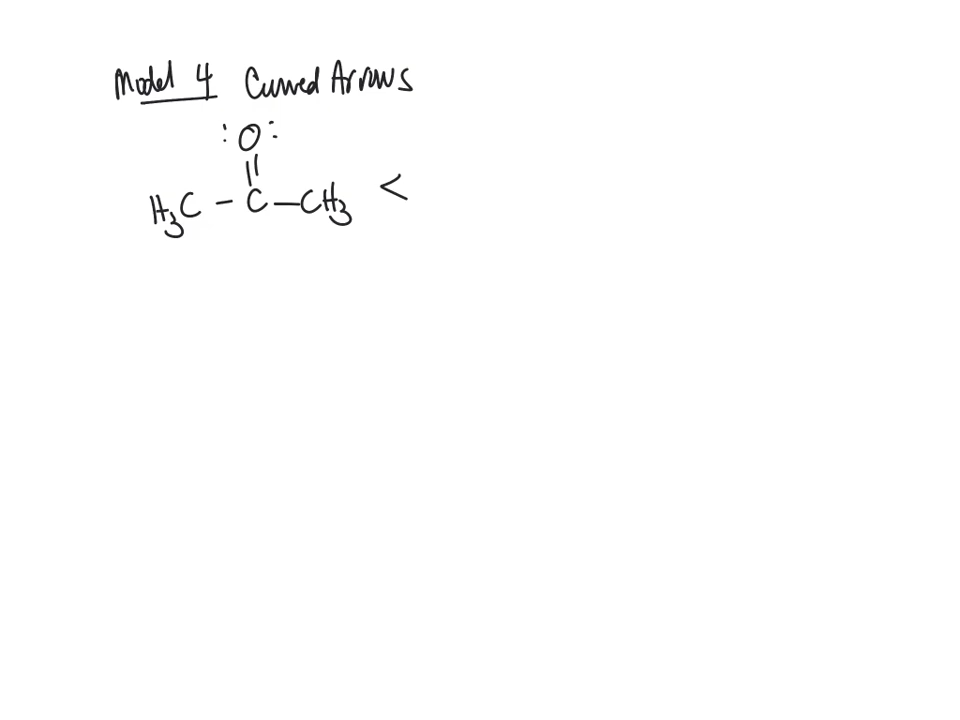 Model 4 Curved Arrows
:O:
||
H₃C – C – CH₃ <